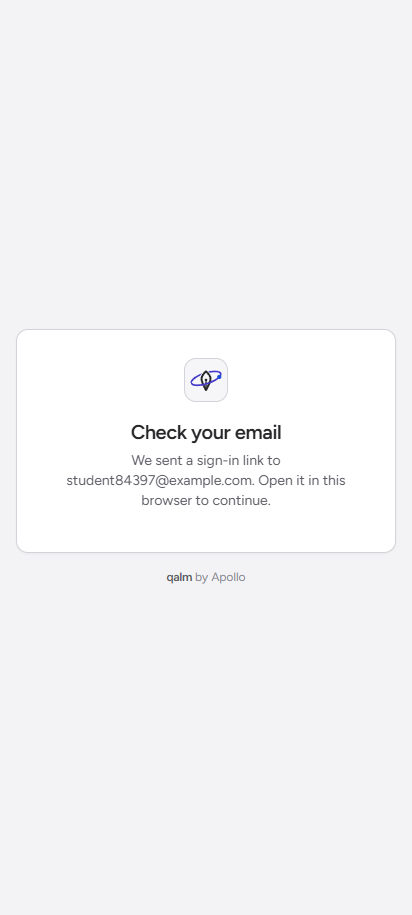 Check your email
We sent a sign-in link to
student84397@example.com. Open it in this
browser to continue.
qalm by Apollo